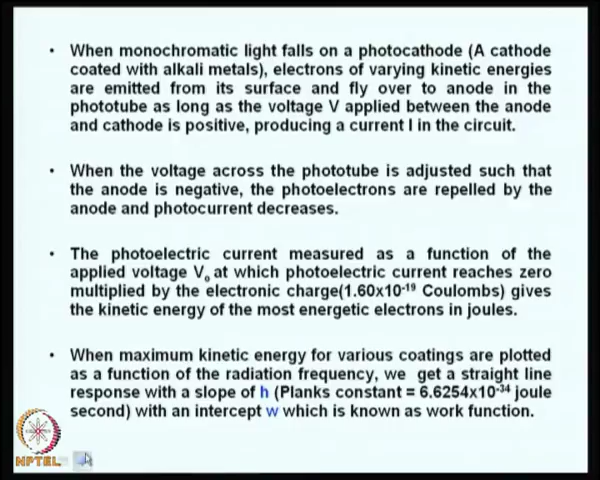 • When monochromatic light falls on a photocathode (A cathode
coated with alkali metals), electrons of varying kinetic energies
are emitted from its surface and fly over to anode in the
phototube as long as the voltage V applied between the anode
and cathode is positive, producing a current I in the circuit.
• When the voltage across the phototube is adjusted such that
the anode is negative, the photoelectrons are repelled by the
anode and photocurrent decreases.
• The photoelectric current measured as a function of the
applied voltage V₀ at which photoelectric current reaches zero
multiplied by the electronic charge(1.60x10⁻¹⁹ Coulombs) gives
the kinetic energy of the most energetic electrons in joules.
• When maximum kinetic energy for various coatings are plotted
as a function of the radiation frequency, we get a straight line
response with a slope of h (Planks constant = 6.6254x10⁻³⁴ joule
second) with an intercept w which is known as work function.
NPTEL